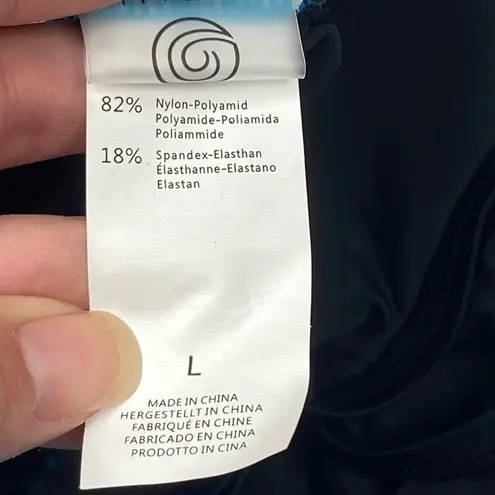 82% Nylon-Polyamid
Polyamide-Poliamida
Poliammide
18% Spandex-Elasthan
Élasthanne-Elastano
Elastan
L
MADE IN CHINA
HERGESTELLT IN CHINA
FABRIQUÉ EN CHINE
FABRICADO EN CHINA
PRODOTTO IN CINA